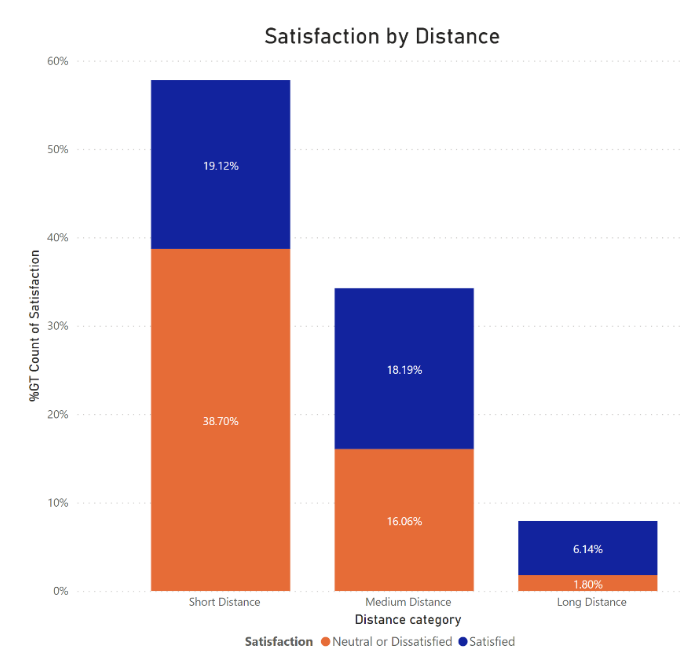 Satisfaction by Distance
60%
50%
40%
30%
20%
10%
0%
%GT Count of Satisfaction
19.12%
38.70%
18.19%
16.06%
6.14%
1.80%
Short Distance Medium Distance Long Distance
Distance category
Satisfaction Neutral or Dissatisfied Satisfied